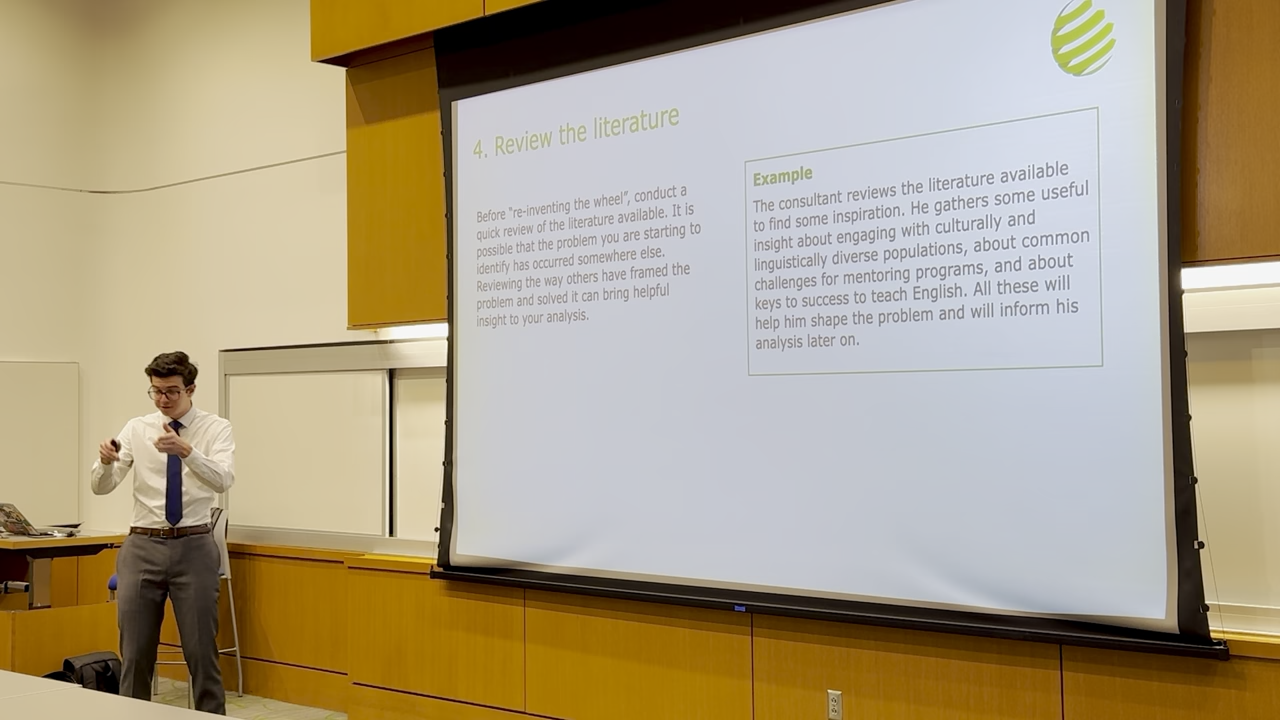 4. Review the literature
Before "re-inventing the wheel", conduct a
quick review of the literature available. It is
possible that the problem you are starting to
identify has occurred somewhere else.
Reviewing the way others have framed the
problem and solved it can bring helpful
insight to your analysis.
Example
The consultant reviews the literature available
to find some inspiration. He gathers some useful
insight about engaging with culturally and
linguistically diverse populations, about common
challenges for mentoring programs, and about
keys to success to teach English. All these will
help him shape the problem and will inform his
analysis later on.